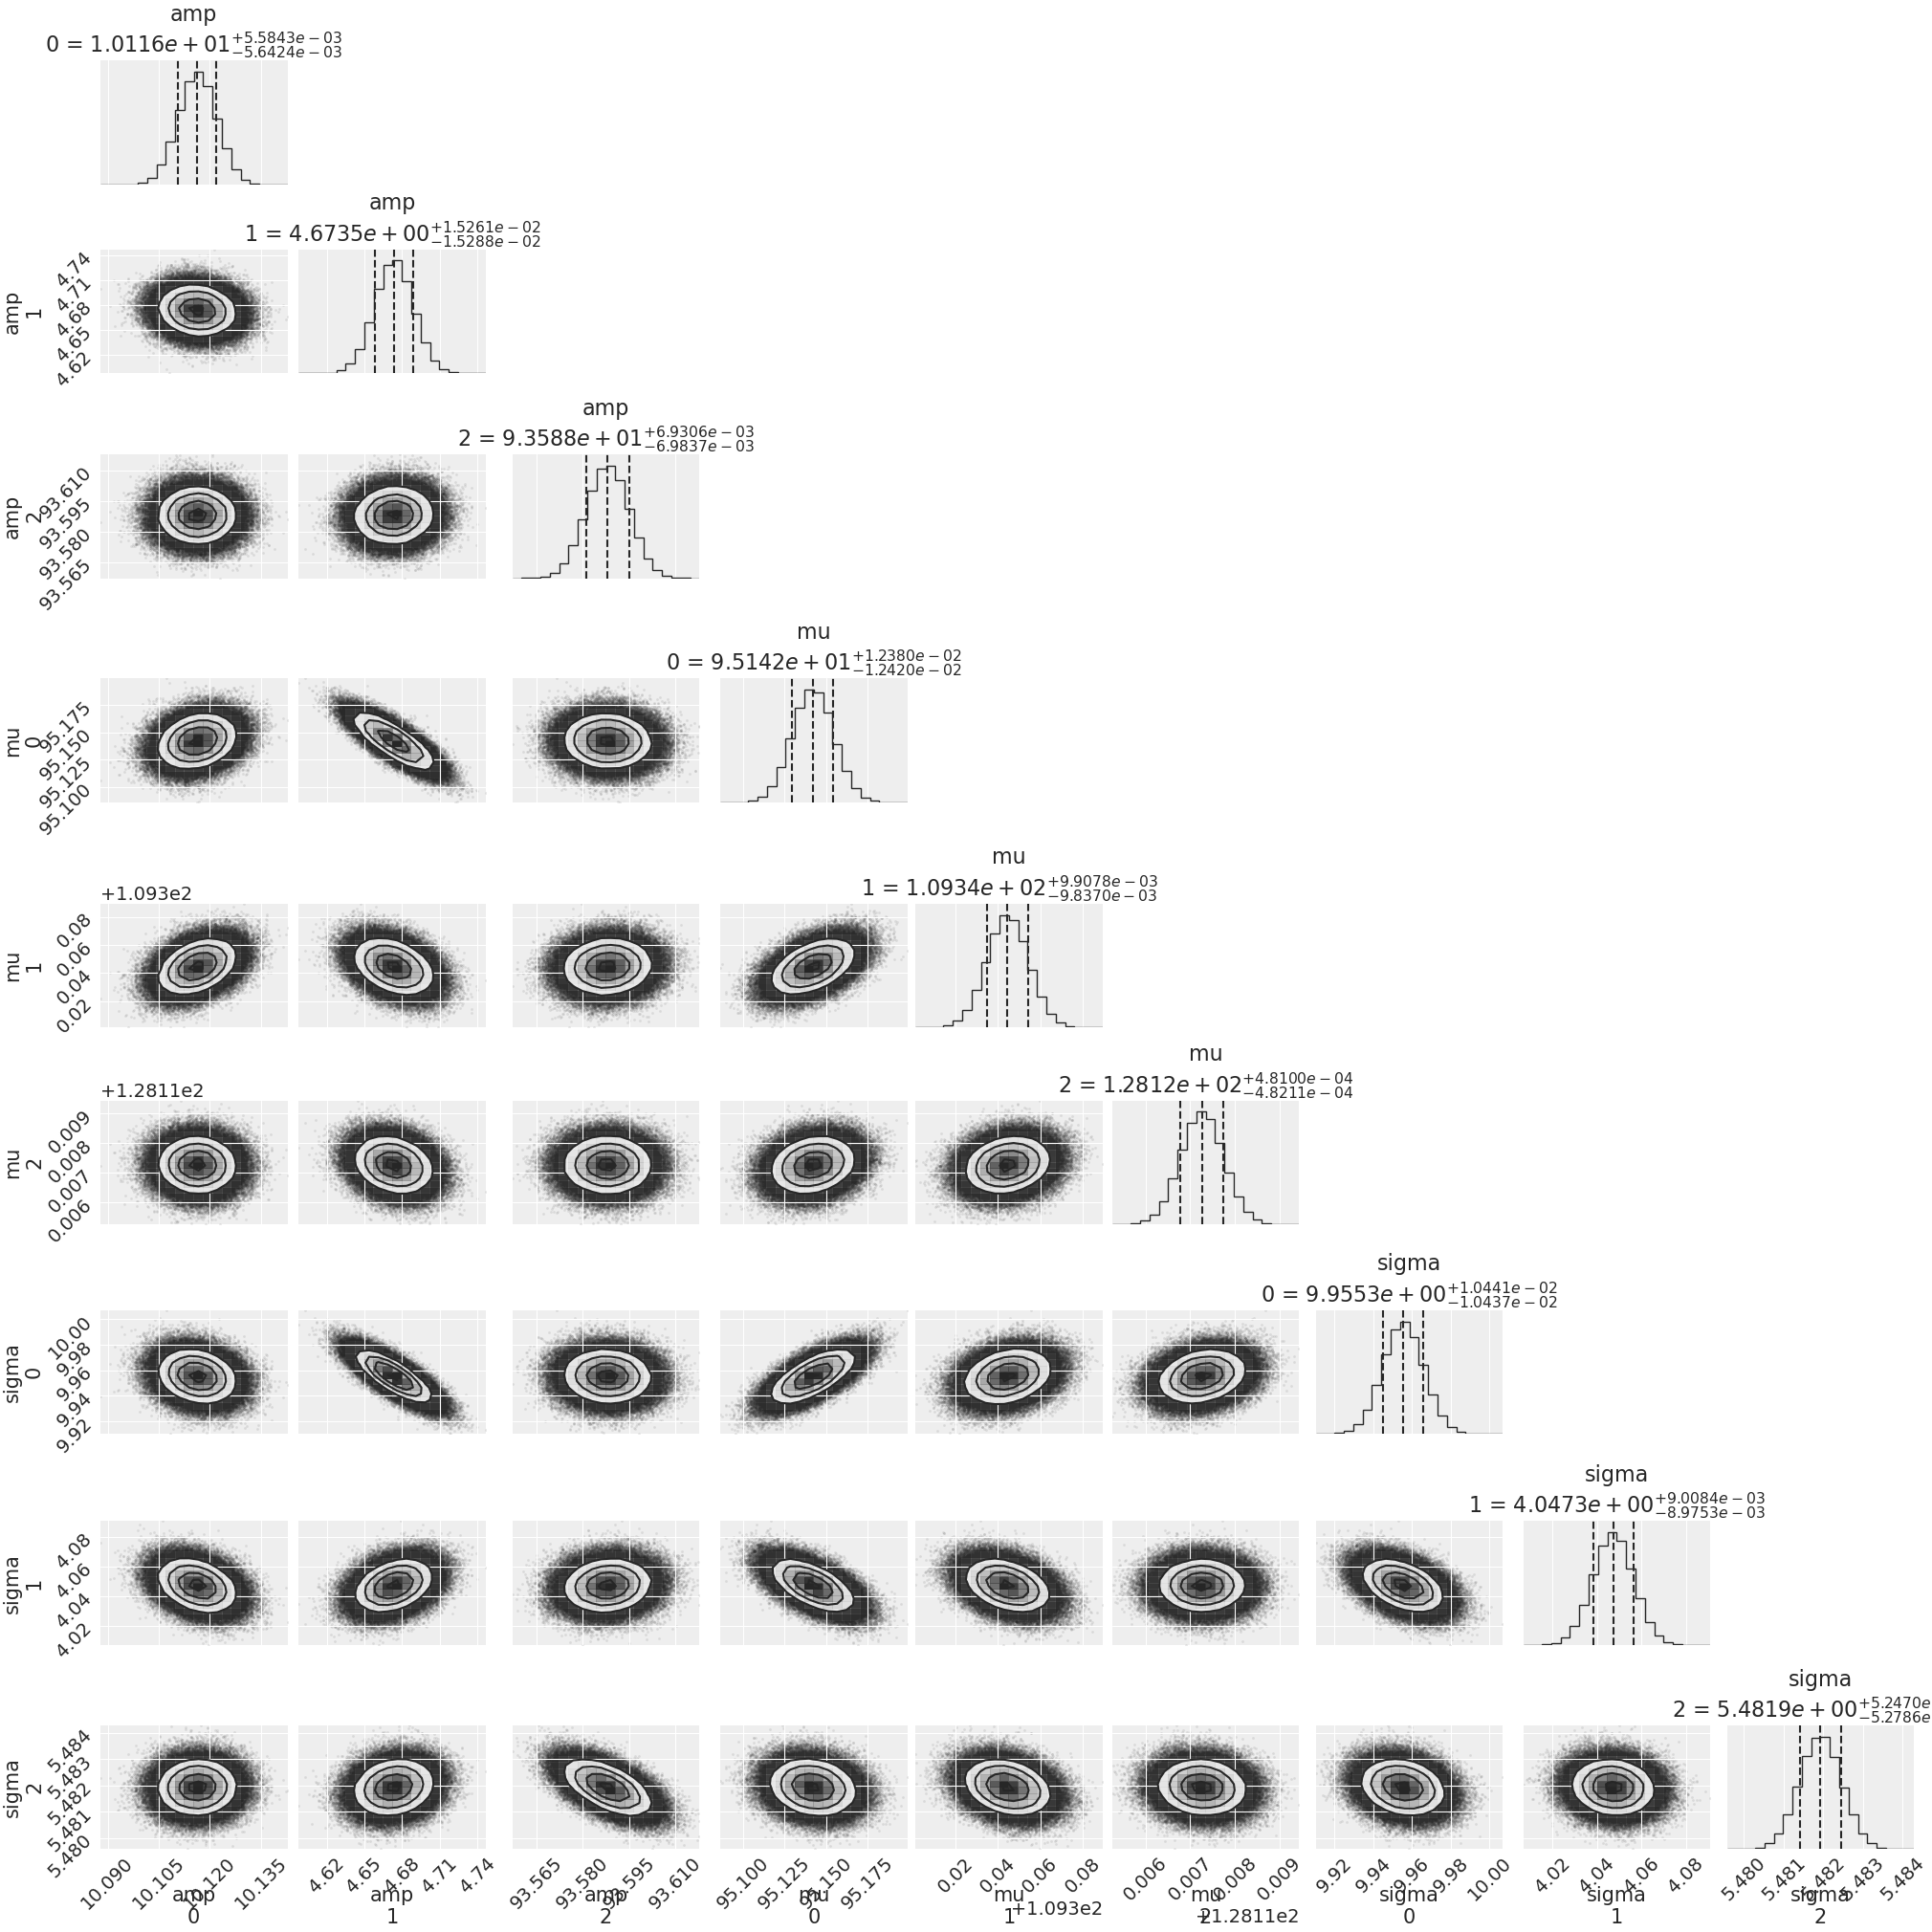 amp
0 = 1.0116e + 01 +5.5843e − 03 −5.6424e − 03
amp
1 = 4.6735e + 00 +1.5261e − 02 −1.5288e − 02
amp
1
4.74
4.71
4.68
4.65
4.62
amp
2 = 9.3588e + 01 +6.9306e − 03 −6.9837e − 03
amp
2
93.610
93.595
93.580
93.565
mu
0 = 9.5142e + 01 +1.2380e − 02 −1.2420e − 02
mu
0
95.175
95.150
95.125
95.100
mu
1 = 1.0934e + 02 +9.9078e − 03 −9.8370e − 03
+1.093e2
mu
1
0.08
0.06
0.04
0.02
mu
2 = 1.2812e + 02 +4.8100e − 04 −4.8211e − 04
+1.2811e2
mu
2
0.009
0.008
0.007
0.006
sigma
0 = 9.9553e + 00 +1.0441e − 02 −1.0437e − 02
sigma
0
10.00
9.98
9.96
9.94
9.92
sigma
1 = 4.0473e + 00 +9.0084e − 03 −8.9753e − 03
sigma
1
4.08
4.06
4.04
4.02
sigma
2 = 5.4819e + 00 +5.2470e −5.2786e
sigma
2
5.484
5.483
5.482
5.481
5.480
10.090 10.105 10.120 10.135 4.62 4.65 4.68 4.71 4.74 93.565 93.580 93.595 93.610 95.100 95.125 95.150 95.175 0.02 0.04 0.06 0.08 0.006 0.007 0.008 0.009 9.92 9.94 9.96 9.98 10.00 4.02 4.04 4.06 4.08 5.480 5.481 5.482 5.483 5.484
amp amp amp mu mu mu sigma sigma sigma
0 1 2 0 1 +1.093e2 2 +1.2811e2 0 1 2